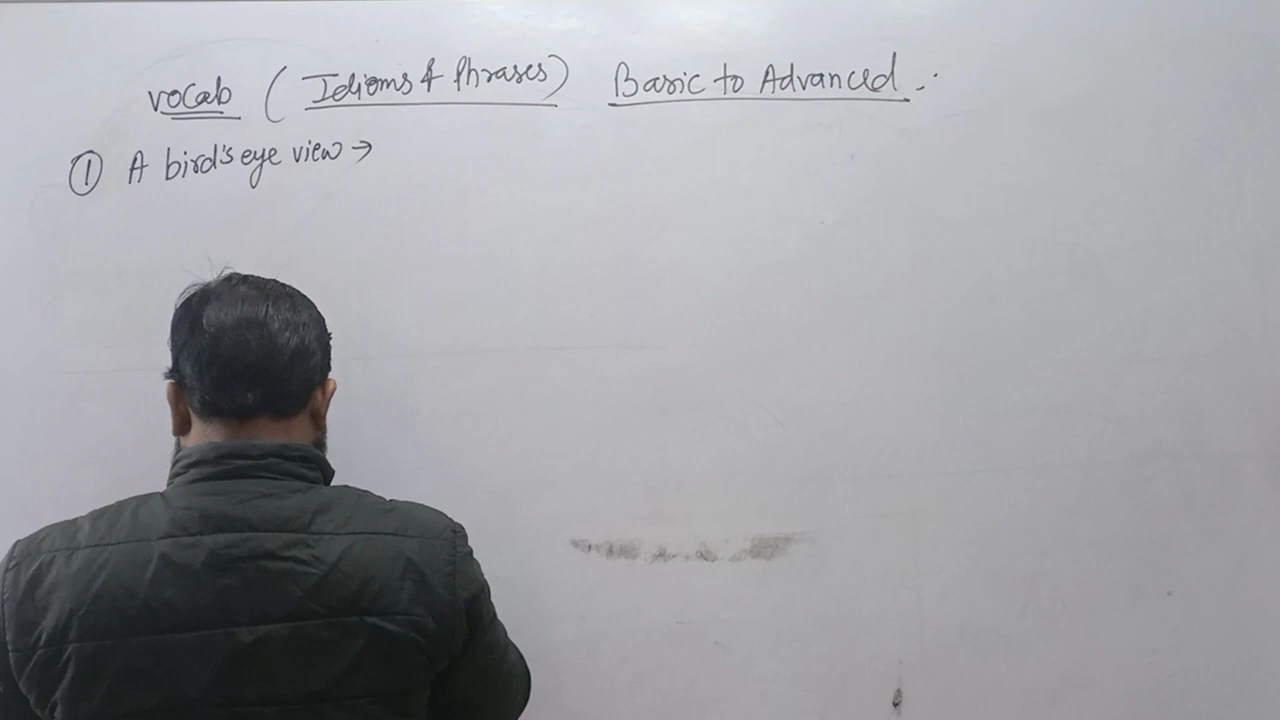 vocab (Idioms & Phrases) Basic to Advanced.
① A bird's eye view →